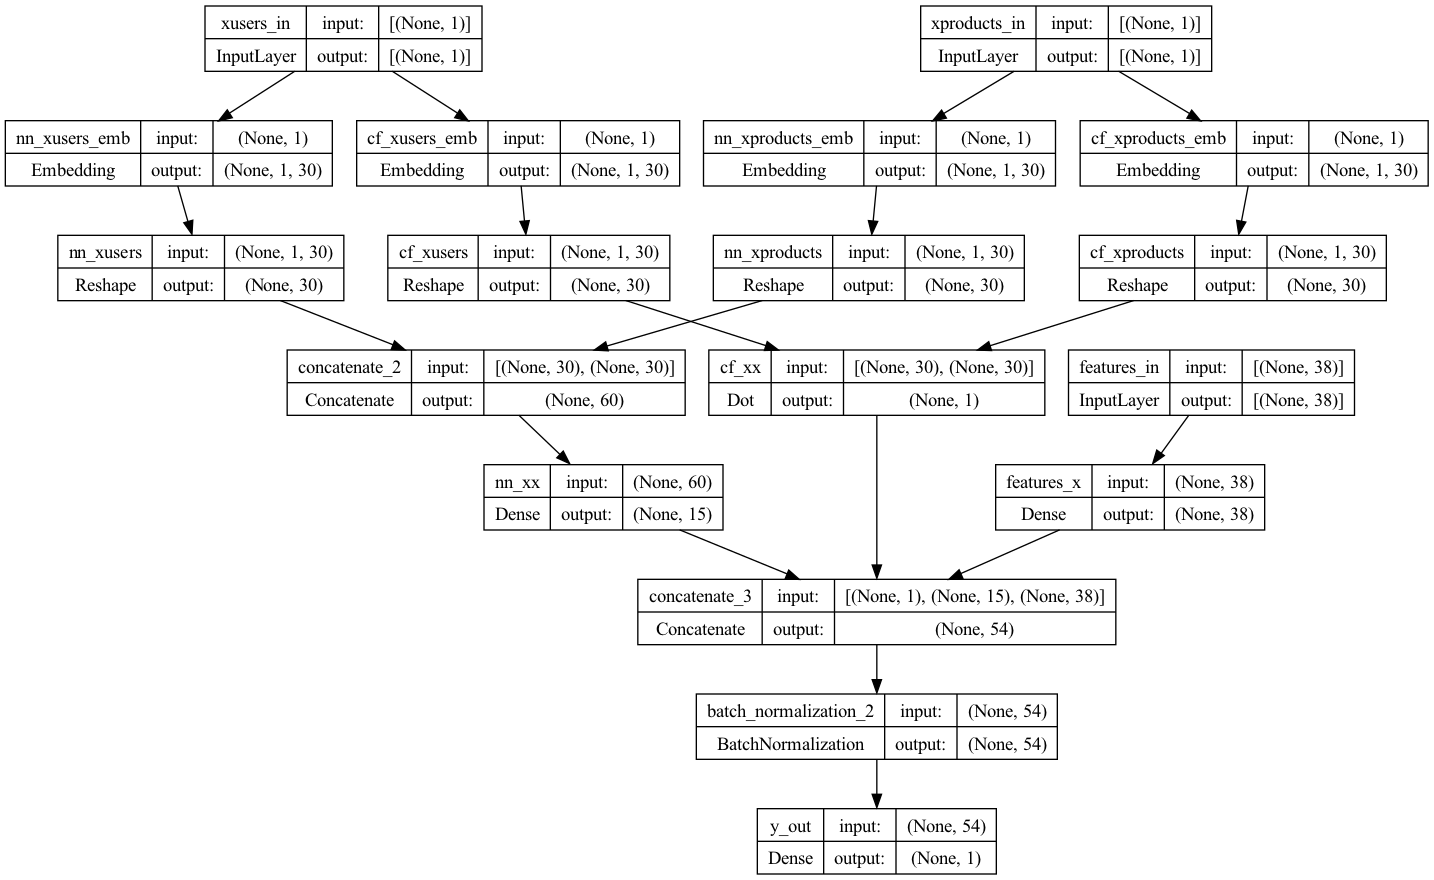 xusers_in input: [(None, 1)]
InputLayer output: [(None, 1)]
xproducts_in input: [(None, 1)]
InputLayer output: [(None, 1)]
nn_xusers_emb input: (None, 1)
Embedding output: (None, 1, 30)
cf_xusers_emb input: (None, 1)
Embedding output: (None, 1, 30)
nn_xproducts_emb input: (None, 1)
Embedding output: (None, 1, 30)
cf_xproducts_emb input: (None, 1)
Embedding output: (None, 1, 30)
nn_xusers input: (None, 1, 30)
Reshape output: (None, 30)
cf_xusers input: (None, 1, 30)
Reshape output: (None, 30)
nn_xproducts input: (None, 1, 30)
Reshape output: (None, 30)
cf_xproducts input: (None, 1, 30)
Reshape output: (None, 30)
concatenate_2 input: [(None, 30), (None, 30)]
Concatenate output: (None, 60)
cf_xx input: [(None, 30), (None, 30)]
Dot output: (None, 1)
features_in input: [(None, 38)]
InputLayer output: [(None, 38)]
nn_xx input: (None, 60)
Dense output: (None, 15)
features_x input: (None, 38)
Dense output: (None, 38)
concatenate_3 input: [(None, 1), (None, 15), (None, 38)]
Concatenate output: (None, 54)
batch_normalization_2 input: (None, 54)
BatchNormalization output: (None, 54)
y_out input: (None, 54)
Dense output: (None, 1)